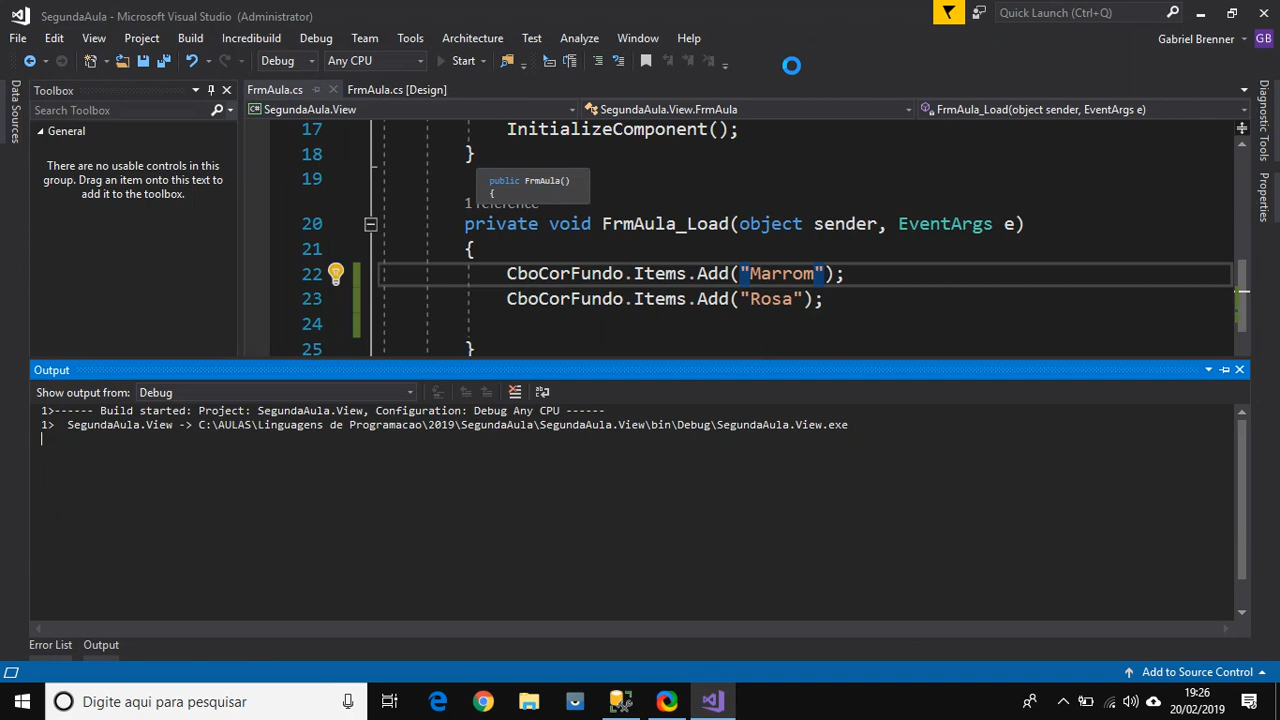 SegundaAula - Microsoft Visual Studio (Administrator)
Quick Launch (Ctrl+Q)
File Edit View Project Build Incredibuild Debug Team Tools Architecture Test Analyze Window Help
Gabriel Brenner
GB
Debug
Any CPU
Start
Data Sources
Toolbox
Search Toolbox
General
There are no usable controls in this
group. Drag an item onto this text to
add it to the toolbox.
FrmAula.cs
FrmAula.cs [Design]
SegundaAula.View
SegundaAula.View.FrmAula
FrmAula_Load(object sender, EventArgs e)
17 InitializeComponent();
18 }
19
public FrmAula()
{
1 reference
20 private void FrmAula_Load(object sender, EventArgs e)
21 {
22 CboCorFundo.Items.Add("Marrom");
23 CboCorFundo.Items.Add("Rosa");
24
25 }
Diagnostic Tools
Properties
Output
Show output from: Debug
1>------ Build started: Project: SegundaAula.View, Configuration: Debug Any CPU ------
1>  SegundaAula.View -> C:\AULAS\Linguagens de Programacao\2019\SegundaAula\SegundaAula.View\bin\Debug\SegundaAula.View.exe
Error List
Output
Add to Source Control
Digite aqui para pesquisar
19:26
20/02/2019